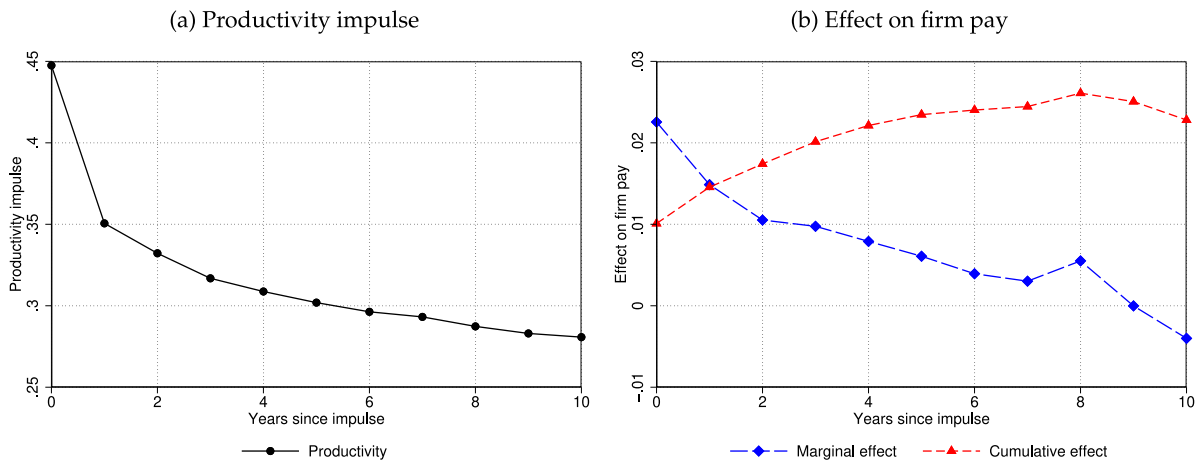 (a) Productivity impulse
.45
.4
.35
.3
.25
Productivity impulse
0 2 4 6 8 10
Years since impulse
Productivity
(b) Effect on firm pay
.03
.02
.01
0
-.01
Effect on firm pay
0 2 4 6 8 10
Years since impulse
Marginal effect Cumulative effect